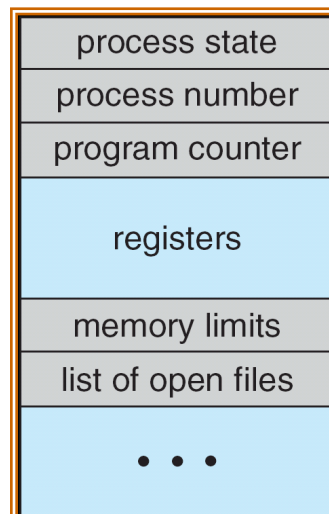 process state
process number
program counter
registers
memory limits
list of open files
• • •